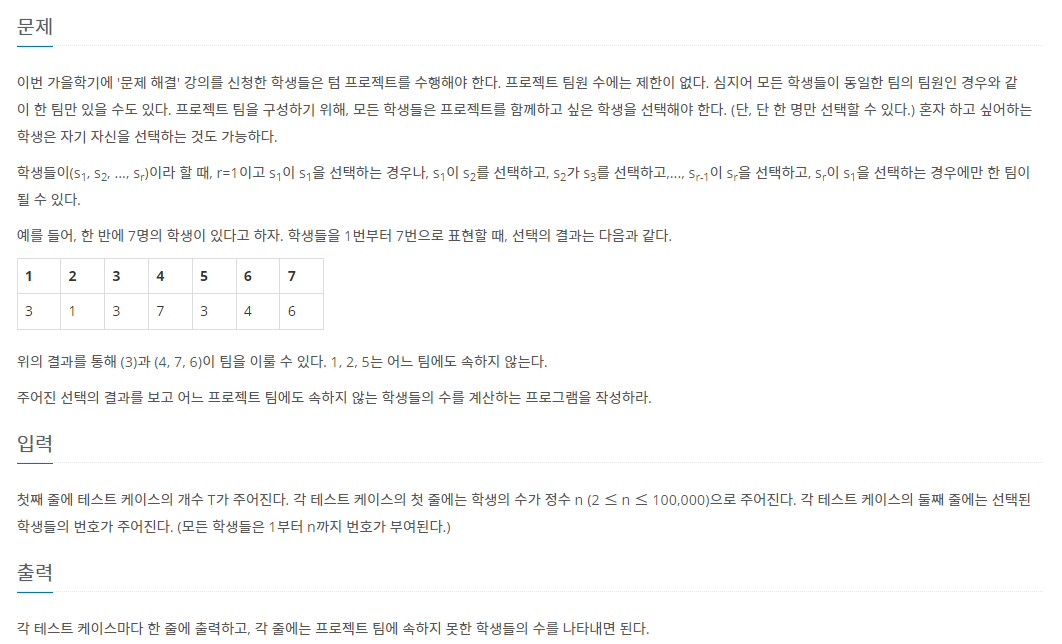 문제
이번 가을학기에 '문제 해결' 강의를 신청한 학생들은 텀 프로젝트를 수행해야 한다. 프로젝트 팀원 수에는 제한이 없다. 심지어 모든 학생들이 동일한 팀의 팀원인 경우와 같
이 한 팀만 있을 수도 있다. 프로젝트 팀을 구성하기 위해, 모든 학생들은 프로젝트를 함께하고 싶은 학생을 선택해야 한다. (단, 단 한 명만 선택할 수 있다.) 혼자 하고 싶어하는
학생은 자기 자신을 선택하는 것도 가능하다.
학생들이(s1, s2, ..., sr)이라 할 때, r=1이고 s1이 s1을 선택하는 경우나, s1이 s2를 선택하고, s2가 s3를 선택하고,..., sr-1이 sr을 선택하고, sr이 s1을 선택하는 경우에만 한 팀이
될 수 있다.
예를 들어, 한 반에 7명의 학생이 있다고 하자. 학생들을 1번부터 7번으로 표현할 때, 선택의 결과는 다음과 같다.
1 2 3 4 5 6 7
3 1 3 7 3 4 6
위의 결과를 통해 (3)과 (4, 7, 6)이 팀을 이룰 수 있다. 1, 2, 5는 어느 팀에도 속하지 않는다.
주어진 선택의 결과를 보고 어느 프로젝트 팀에도 속하지 않는 학생들의 수를 계산하는 프로그램을 작성하라.
입력
첫째 줄에 테스트 케이스의 개수 T가 주어진다. 각 테스트 케이스의 첫 줄에는 학생의 수가 정수 n (2 ≤ n ≤ 100,000)으로 주어진다. 각 테스트 케이스의 둘째 줄에는 선택된
학생들의 번호가 주어진다. (모든 학생들은 1부터 n까지 번호가 부여된다.)
출력
각 테스트 케이스마다 한 줄에 출력하고, 각 줄에는 프로젝트 팀에 속하지 못한 학생들의 수를 나타내면 된다.